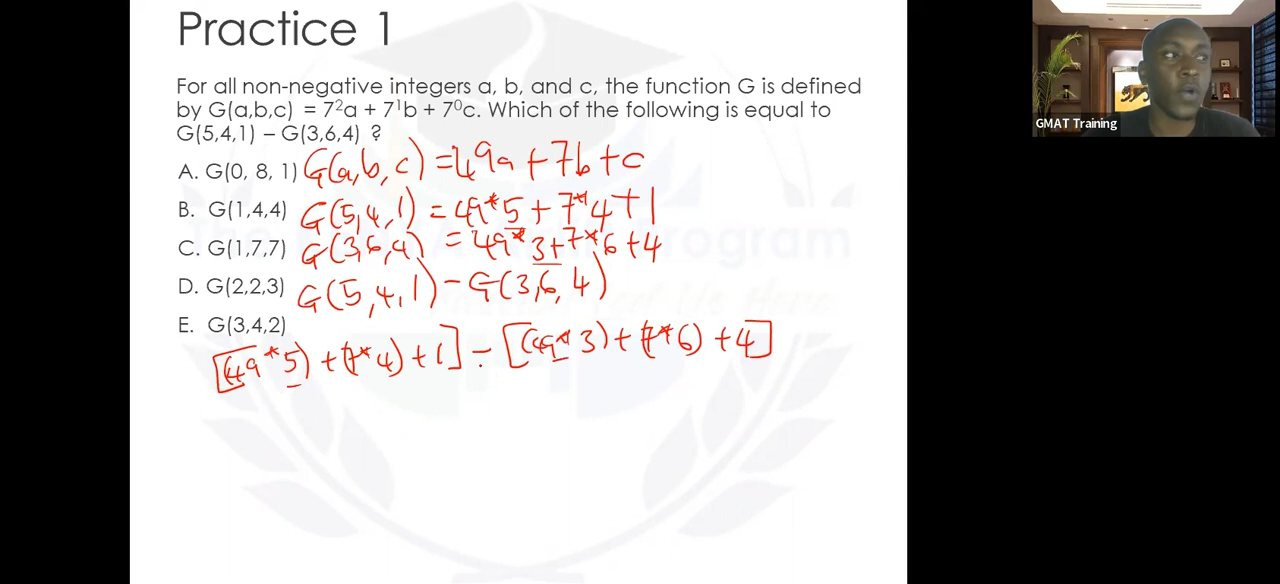 Practice 1
For all non-negative integers a, b, and c, the function G is defined
by G(a,b,c) = 7²a + 7¹b + 7⁰c. Which of the following is equal to
G(5,4,1) – G(3,6,4) ?
A. G(0, 8, 1) G(a,b,c) = 49a + 7b + c
B. G(1,4,4) G(5,4,1) = 49*5 + 7*4 + 1
C. G(1,7,7) G(3,6,4) = 49*3 + 7*6 + 4
D. G(2,2,3) G(5,4,1) - G(3,6,4)
E. G(3,4,2)
[(49*5) + (7*4) + 1] - [(49*3) + (7*6) + 4]
GMAT Training